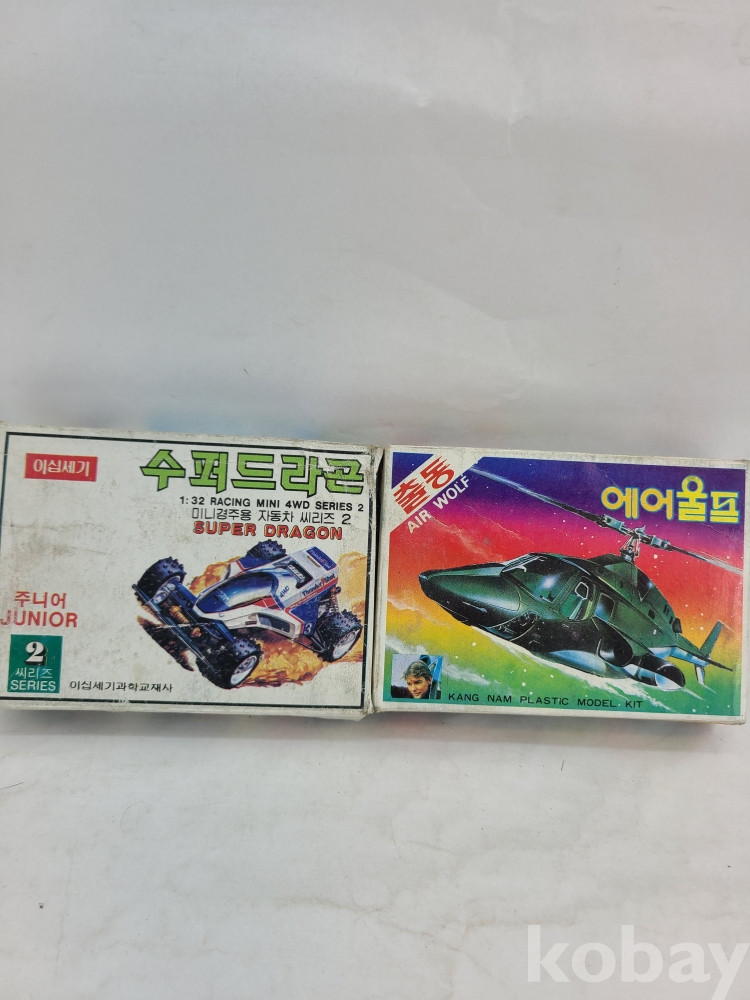 이십세기
수퍼드라곤
1:32 RACING MINI 4WD SERIES 2
미니경주용 자동차 씨리즈 2
SUPER DRAGON
주니어
JUNIOR
2
씨리즈
SERIES
이십세기과학교재사
출동
AIR WOLF
에어울프
KANG NAM PLASTIC MODEL KIT
kobay